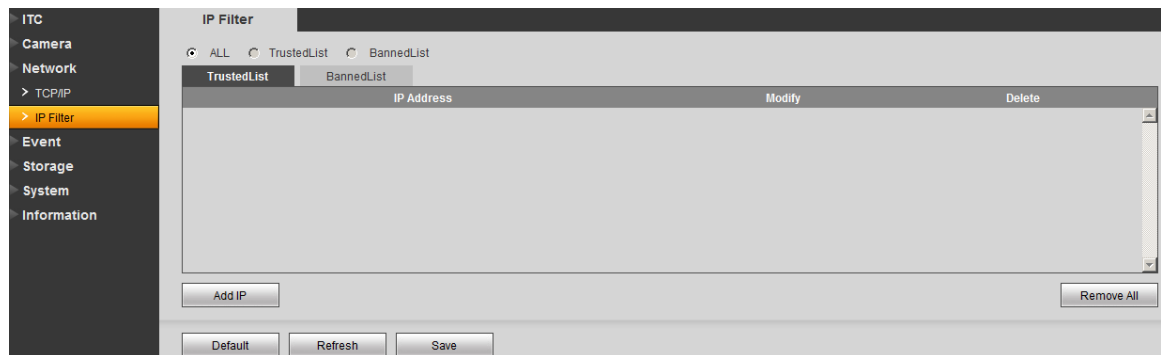 ITC
Camera
Network
> TCP/IP
> IP Filter
Event
Storage
System
Information
IP Filter
ALL TrustedList BannedList
TrustedList BannedList
IP Address Modify Delete
Add IP Remove All
Default Refresh Save